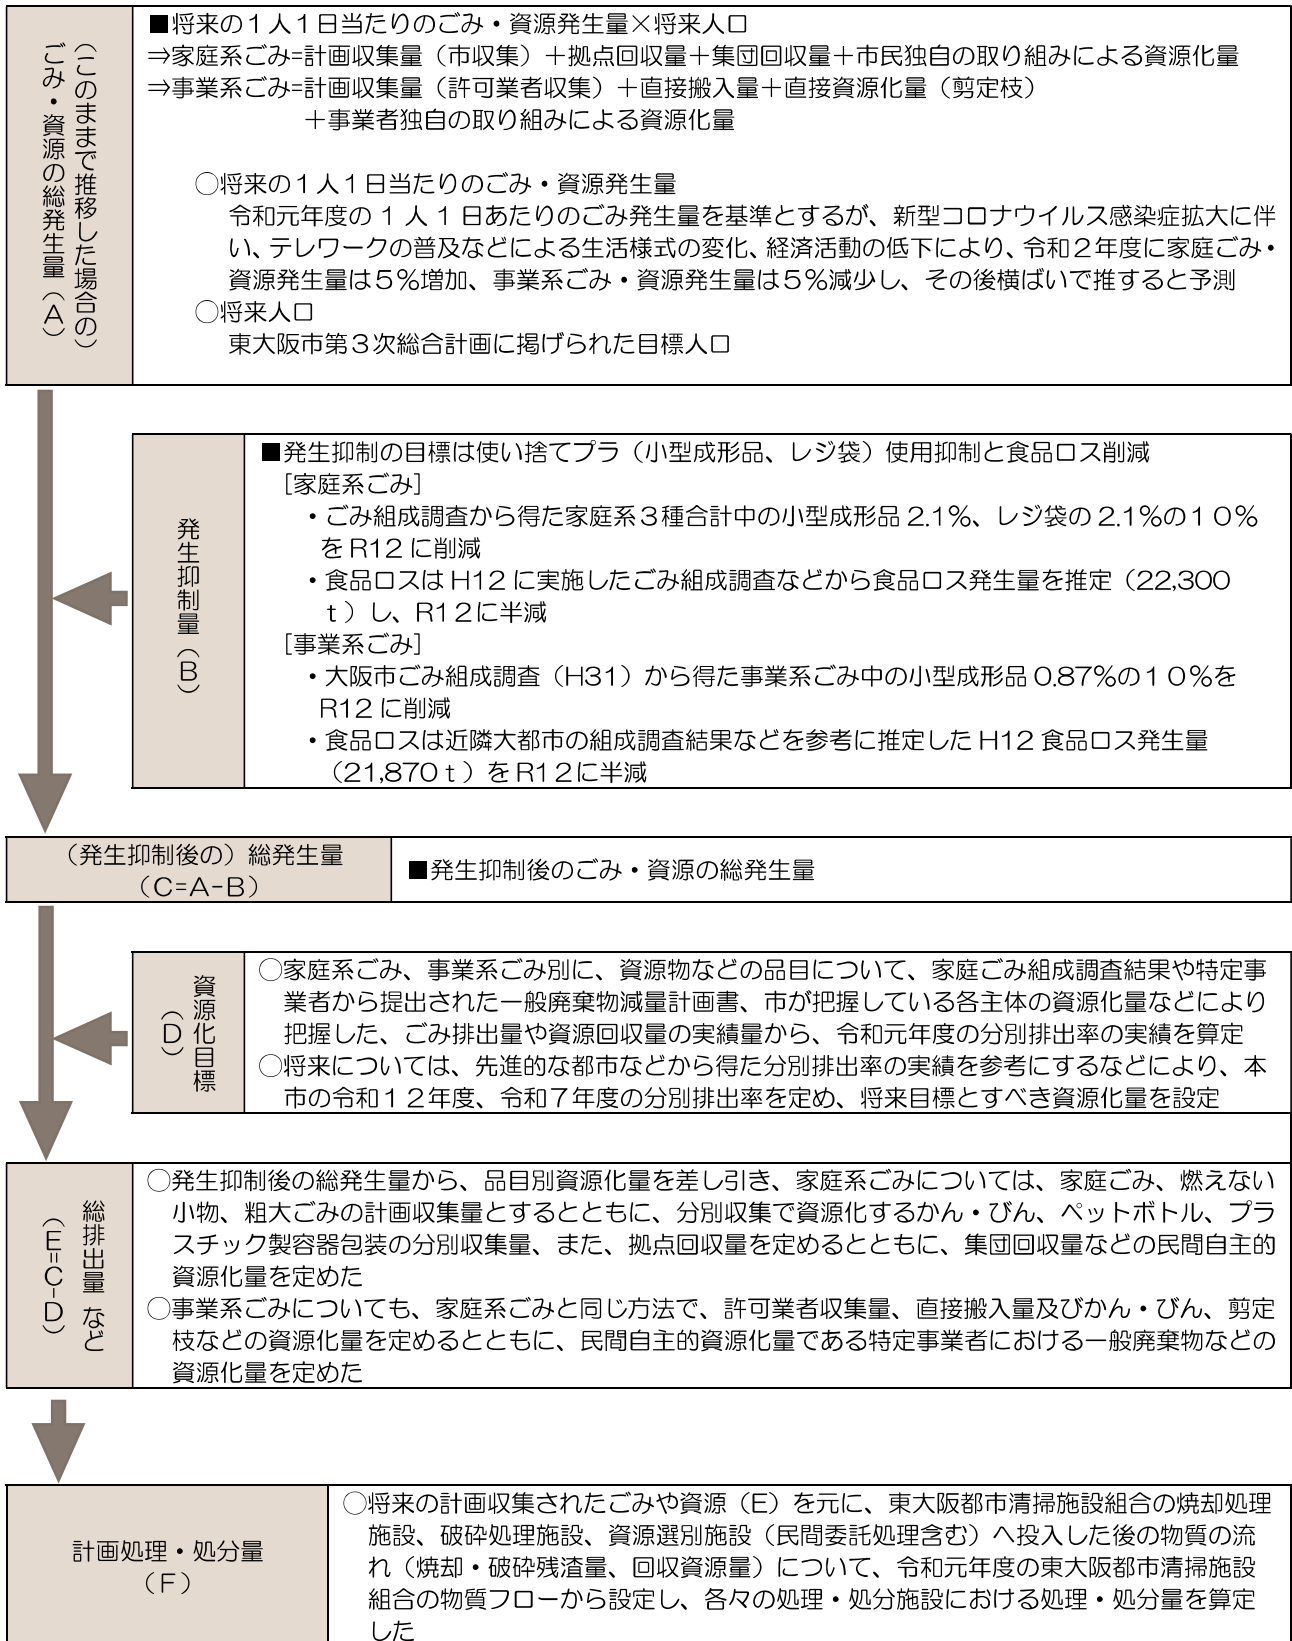 （このままで推移した場合の）
ごみ・資源の総発生量（A）
■将来の１人１日当たりのごみ・資源発生量×将来人口
⇒家庭系ごみ=計画収集量（市収集）＋拠点回収量＋集団回収量＋市民独自の取り組みによる資源化量
⇒事業系ごみ=計画収集量（許可業者収集）＋直接搬入量＋直接資源化量（剪定枝）
＋事業者独自の取り組みによる資源化量
○将来の１人１日当たりのごみ・資源発生量
令和元年度の 1 人 1 日あたりのごみ発生量を基準とするが、新型コロナウイルス感染症拡大に伴
い、テレワークの普及などによる生活様式の変化、経済活動の低下により、令和２年度に家庭ごみ・
資源発生量は５%増加、事業系ごみ・資源発生量は５%減少し、その後横ばいで推すると予測
○将来人口
東大阪市第３次総合計画に掲げられた目標人口
発生抑制量（B）
■発生抑制の目標は使い捨てプラ（小型成形品、レジ袋）使用抑制と食品ロス削減
［家庭系ごみ］
・ごみ組成調査から得た家庭系３種合計中の小型成形品 2.1%、レジ袋の 2.1%の１０%
を R12 に削減
・食品ロスは H12 に実施したごみ組成調査などから食品ロス発生量を推定（22,300
ｔ）し、R１２に半減
［事業系ごみ］
・大阪市ごみ組成調査（H31）から得た事業系ごみ中の小型成形品 0.87%の１０%を
R12 に削減
・食品ロスは近隣大都市の組成調査結果などを参考に推定した H12 食品ロス発生量
（21,870ｔ）を R１２に半減
（発生抑制後の）総発生量
（C=A-B）
■発生抑制後のごみ・資源の総発生量
資源化目標
（D）
○家庭系ごみ、事業系ごみ別に、資源物などの品目について、家庭ごみ組成調査結果や特定事
業者から提出された一般廃棄物減量計画書、市が把握している各主体の資源化量などにより
把握した、ごみ排出量や資源回収量の実績量から、令和元年度の分別排出率の実績を算定
○将来については、先進的な都市などから得た分別排出率の実績を参考にするなどにより、本
市の令和１２年度、令和７年度の分別排出率を定め、将来目標とすべき資源化量を設定
総排出量 など
（E=C-D）
○発生抑制後の総発生量から、品目別資源化量を差し引き、家庭系ごみについては、家庭ごみ、燃えない
小物、粗大ごみの計画収集量とするとともに、分別収集で資源化するかん・びん、ペットボトル、プラ
スチック製容器包装の分別収集量、また、拠点回収量を定めるとともに、集団回収量などの民間自主的
資源化量を定めた
○事業系ごみについても、家庭系ごみと同じ方法で、許可業者収集量、直接搬入量及びかん・びん、剪定
枝などの資源化量を定めるとともに、民間自主的資源化量である特定事業者における一般廃棄物などの
資源化量を定めた
計画処理・処分量
（F）
○将来の計画収集されたごみや資源（E）を元に、東大阪都市清掃施設組合の焼却処理
施設、破砕処理施設、資源選別施設（民間委託処理含む）へ投入した後の物質の流
れ（焼却・破砕残渣量、回収資源量）について、令和元年度の東大阪都市清掃施設
組合の物質フローから設定し、各々の処理・処分施設における処理・処分量を算定
した